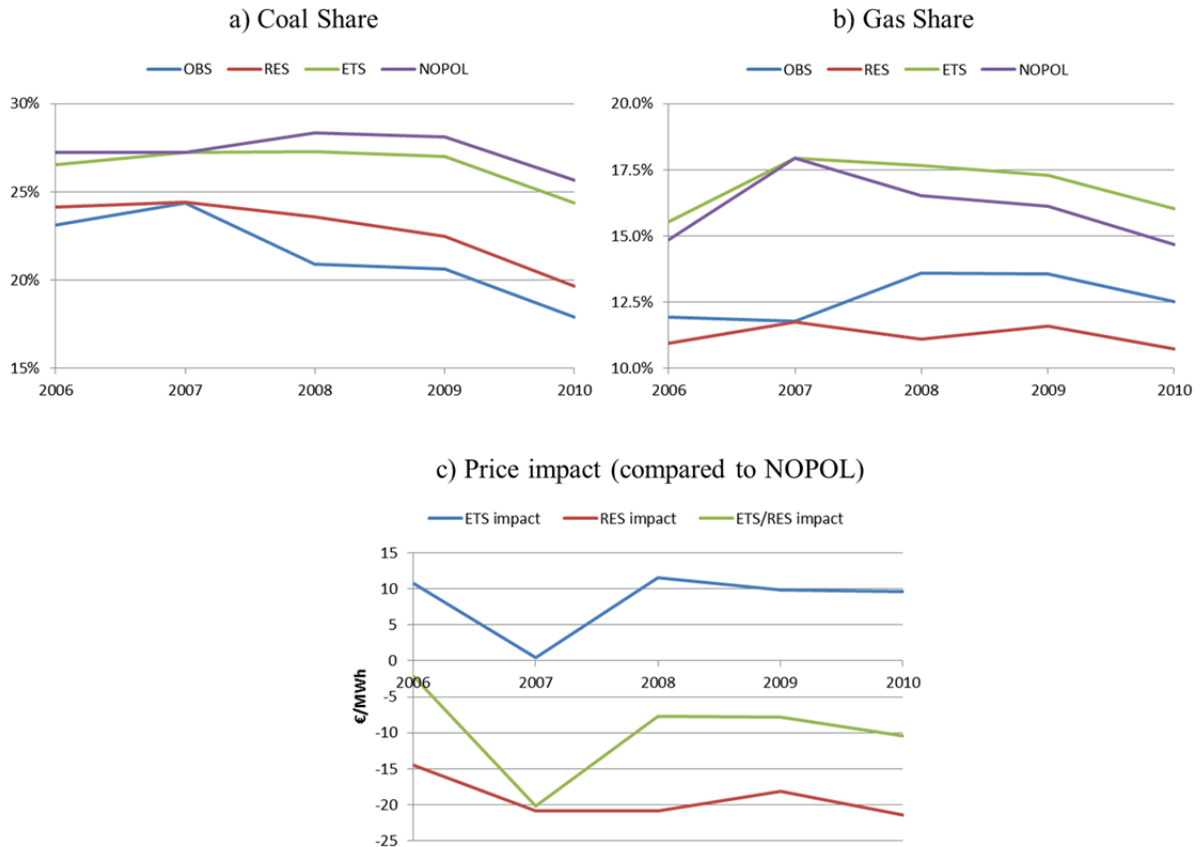 a) Coal Share
OBS RES ETS NOPOL
30%
25%
20%
15%
2006 2007 2008 2009 2010
b) Gas Share
OBS RES ETS NOPOL
20.0%
17.5%
15.0%
12.5%
10.0%
2006 2007 2008 2009 2010
c) Price impact (compared to NOPOL)
ETS impact RES impact ETS/RES impact
€/MWh
15
10
5
0
-5
-10
-15
-20
-25
2006 2007 2008 2009 2010